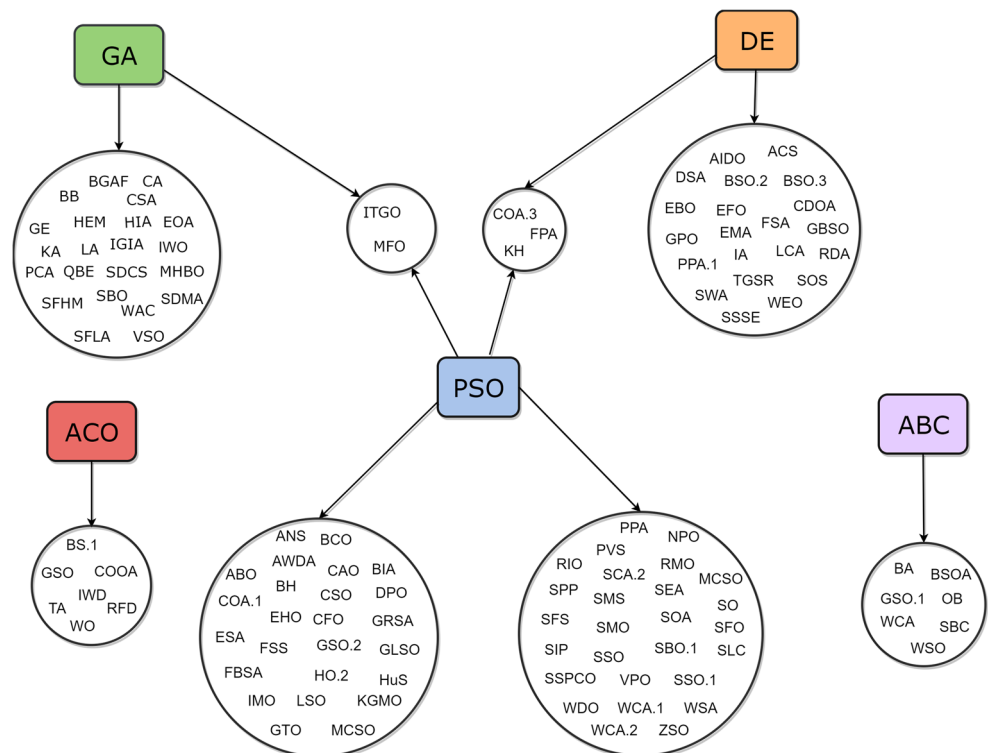 GA
DE
BGAF CA
BB CSA
GE HEM HIA EOA
KA LA IGIA IWO
PCA QBE SDCS MHBO
SFHM SBO WAC SDMA
SFLA VSO
ITGO
MFO
COA.3
FPA
KH
AIDO ACS
DSA BSO.2 BSO.3
EBO EFO CDOA
GPO EMA FSA GBSO
PPA.1 IA LCA RDA
TGSR SOS
SWA WEO
SSSE
PSO
ACO
ABC
BS.1
GSO COOA
IWD
TA RFD
WO
ANS BCO
AWDA
ABO CAO BIA
BH
COA.1 CSO DPO
EHO CFO GRSA
ESA
FSS GSO.2 GLSO
FBSA HO.2 HuS
IMO LSO KGMO
GTO MCSO
PPA NPO
PVS
RIO SCA.2 RMO
MCSO
SPP SMS SEA
SO
SFS SMO SOA SFO
SIP SSO SBO.1 SLC
SSPCO VPO SSO.1
WDO WCA.1 WSA
WCA.2 ZSO
BA BSOA
GSO.1 OB
WCA SBC
WSO